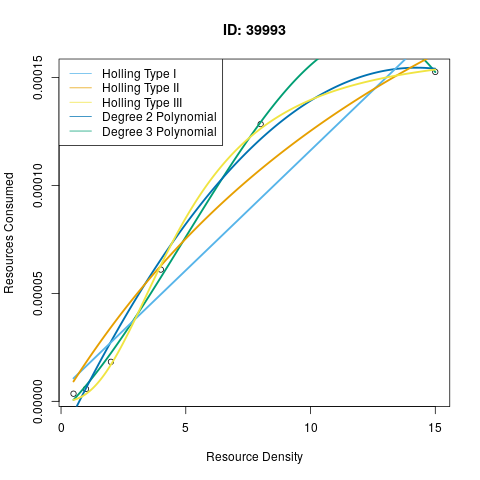 ID: 39993
Holling Type I
Holling Type II
Holling Type III
Degree 2 Polynomial
Degree 3 Polynomial
Resources Consumed
0.00015
0.00010
0.00005
0.00000
0 5 10 15
Resource Density